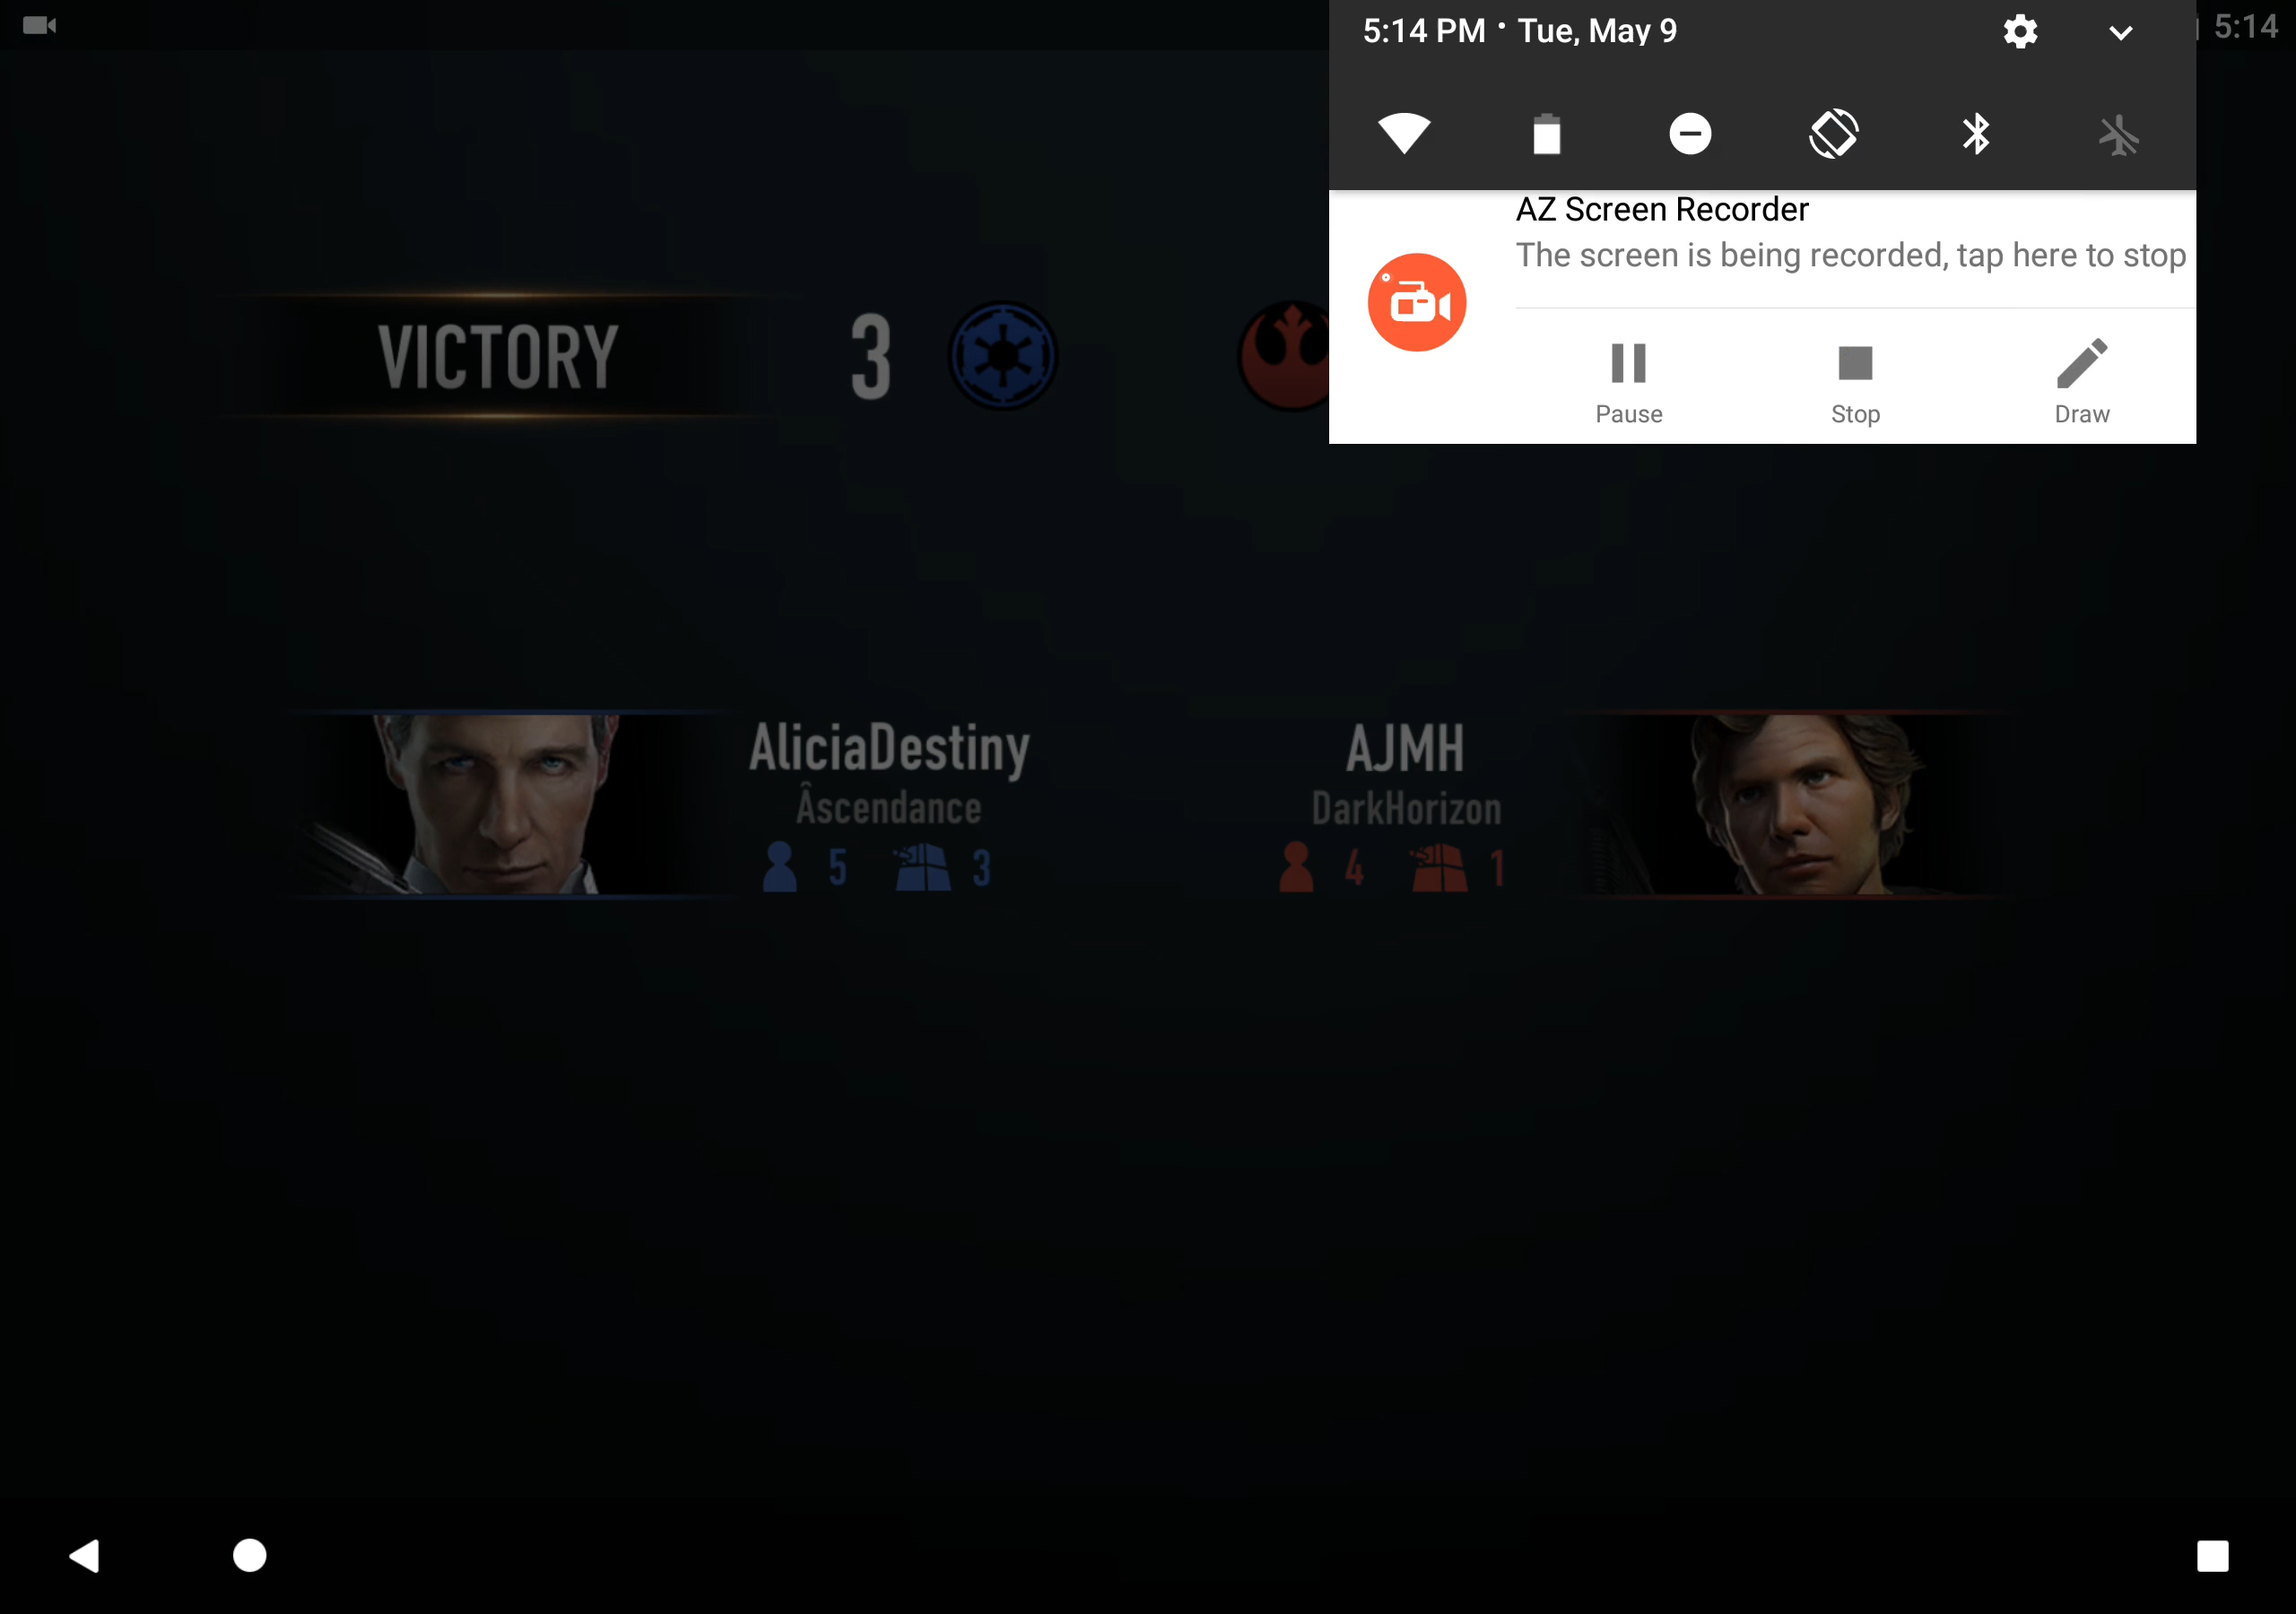 5:14 PM • Tue, May 9
5:14
AZ Screen Recorder
The screen is being recorded, tap here to stop
Pause Stop Draw
VICTORY 3
AliciaDestiny
Âscendance
5 3
AJMH
DarkHorizon
4 1